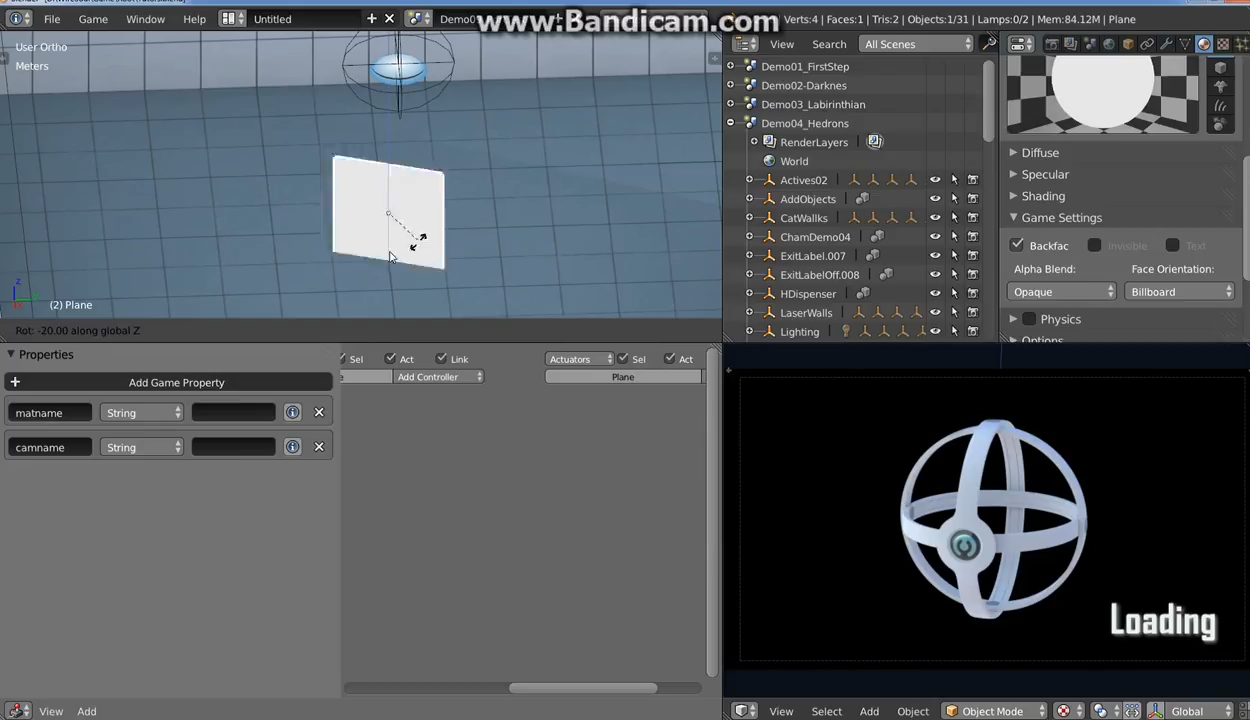 File Game Window Help Untitled Demo0
www.Bandicam.com
Verts:4 | Faces:1 | Tris:2 | Objects:1/31 | Lamps:0/2 | Mem:84.12M | Plane
User Ortho
Meters
(2) Plane
Rot: -20.00 along global Z
View Search All Scenes
Demo01_FirstStep
Demo02-Darknes
Demo03_Labirinthian
Demo04_Hedrons
RenderLayers
World
Actives02
AddObjects
CatWallks
ChamDemo04
ExitLabel.007
ExitLabelOff.008
HDispenser
LaserWalls
Lighting
Diffuse
Specular
Shading
Game Settings
Backfac Invisible Text
Alpha Blend: Face Orientation:
Opaque Billboard
Physics
Options
Properties
Add Game Property
matname String
camname String
Sel Act Link Actuators Sel Act
Add Controller Plane
Loading
View Add
View Select Add Object Object Mode Global